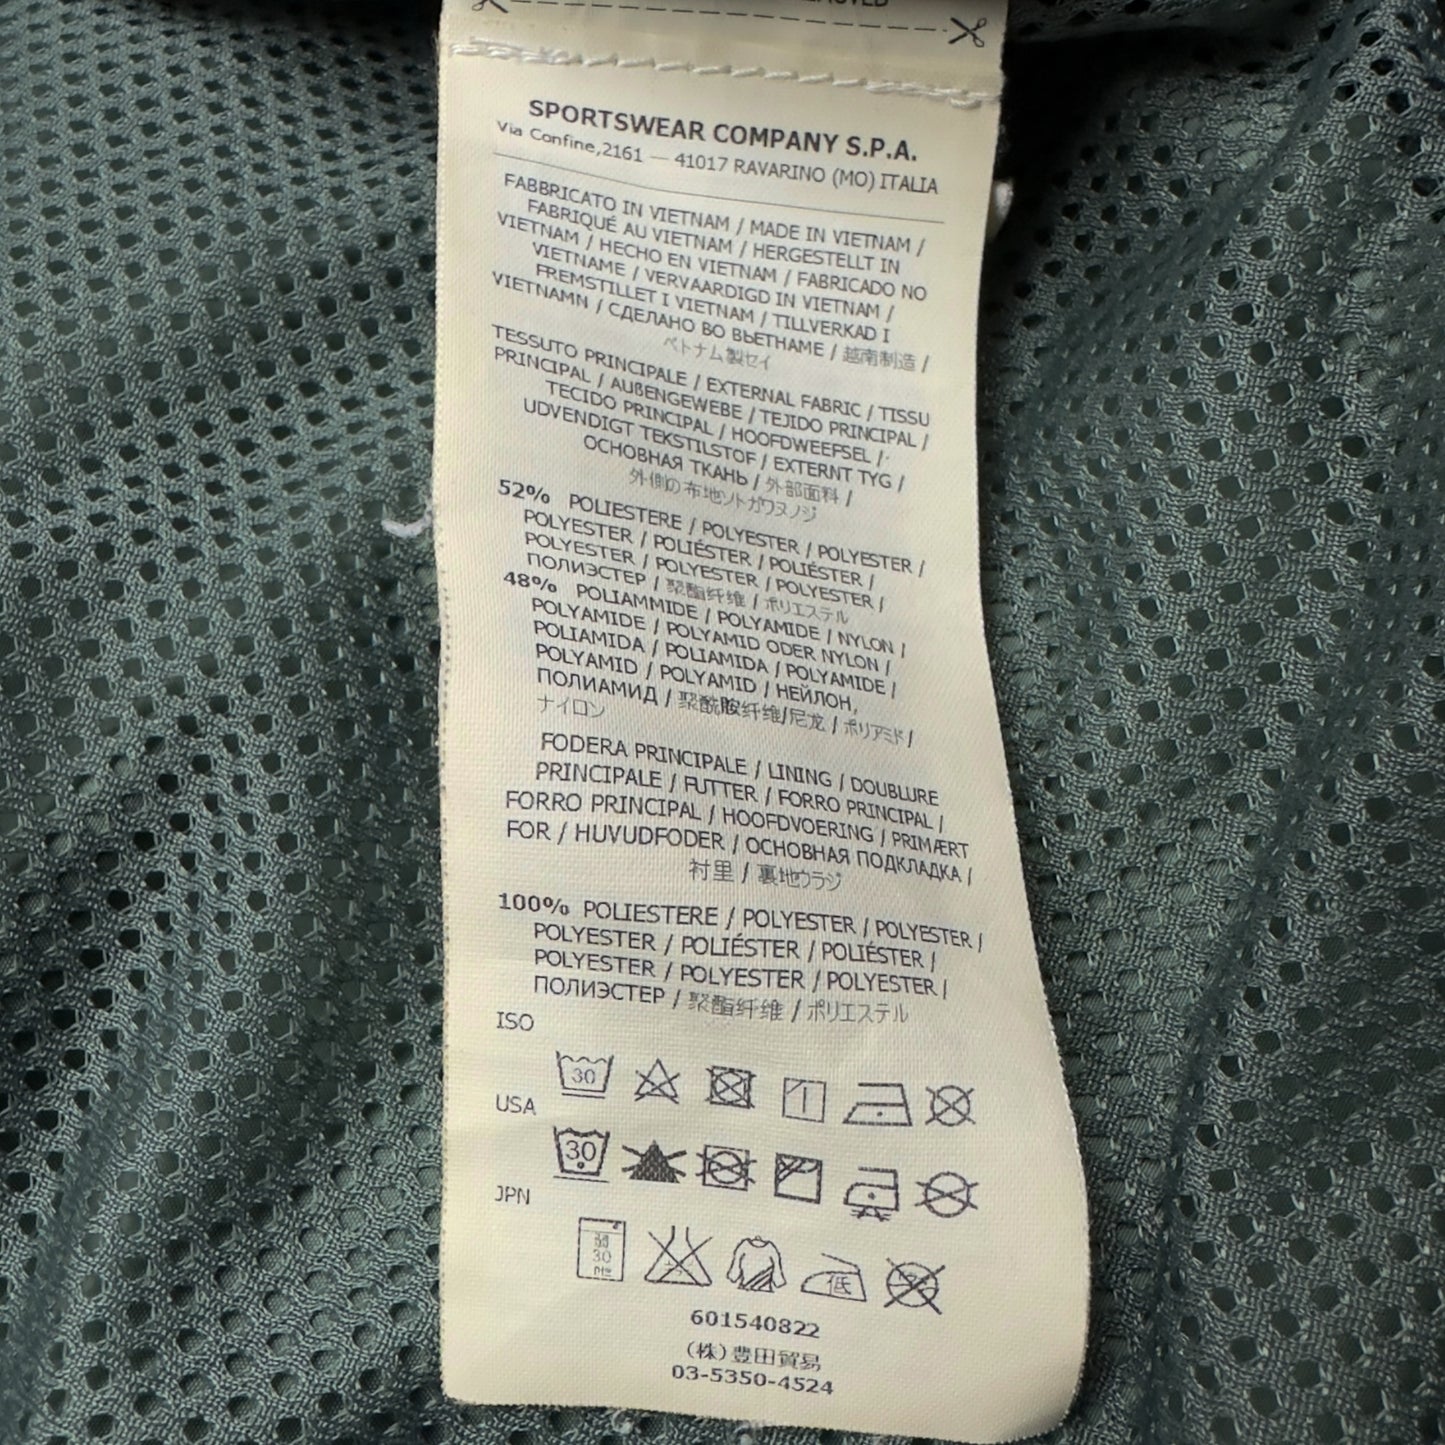 SPORTSWEAR COMPANY S.P.A.
Via Confine,2161 — 41017 RAVARINO (MO) ITALIA
FABBRICATO IN VIETNAM / MADE IN VIETNAM /
FABRIQUÉ AU VIETNAM / HERGESTELLT IN
VIETNAM / HECHO EN VIETNAM / FABRICADO NO
VIETNAME / VERVAARDIGD IN VIETNAM /
FREMSTILLET I VIETNAM / TILLVERKAD I
VIETNAMN / СДЕЛАНО ВО ВЬЕТНАМЕ / 越南制造 /
ベトナム製セイ
TESSUTO PRINCIPALE / EXTERNAL FABRIC / TISSU
PRINCIPAL / AUßENGEWEBE / TEJIDO PRINCIPAL /
TECIDO PRINCIPAL / HOOFDWEEFSEL /
UDVENDIGT TEKSTILSTOF / EXTERNT TYG /
ОСНОВНАЯ ТКАНЬ / 外部面料 /
外側の布地ソトガワヌノジ
52% POLIESTERE / POLYESTER / POLYESTER /
POLYESTER / POLIÉSTER / POLIÉSTER /
POLYESTER / POLYESTER / POLYESTER /
ПОЛИЭСТЕР / 聚酯纤维 / ポリエステル
48% POLIAMMIDE / POLYAMIDE / NYLON /
POLYAMIDE / POLYAMID ODER NYLON /
POLIAMIDA / POLIAMIDA / POLYAMIDE /
POLYAMID / POLYAMID / НЕЙЛОН,
ПОЛИАМИД / 聚酰胺纤维/尼龙 / ポリアミド /
ナイロン
FODERA PRINCIPALE / LINING / DOUBLURE
PRINCIPALE / FUTTER / FORRO PRINCIPAL /
FORRO PRINCIPAL / HOOFDVOERING / PRIMÆRT
FOR / HUVUDFODER / ОСНОВНАЯ ПОДКЛАДКА /
衬里 / 裏地ウラジ
100% POLIESTERE / POLYESTER / POLYESTER /
POLYESTER / POLIÉSTER / POLIÉSTER /
POLYESTER / POLYESTER / POLYESTER /
ПОЛИЭСТЕР / 聚酯纤维 / ポリエステル
ISO
30
USA
30
JPN
弱
30
低
601540822
(株)豊田貿易
03-5350-4524